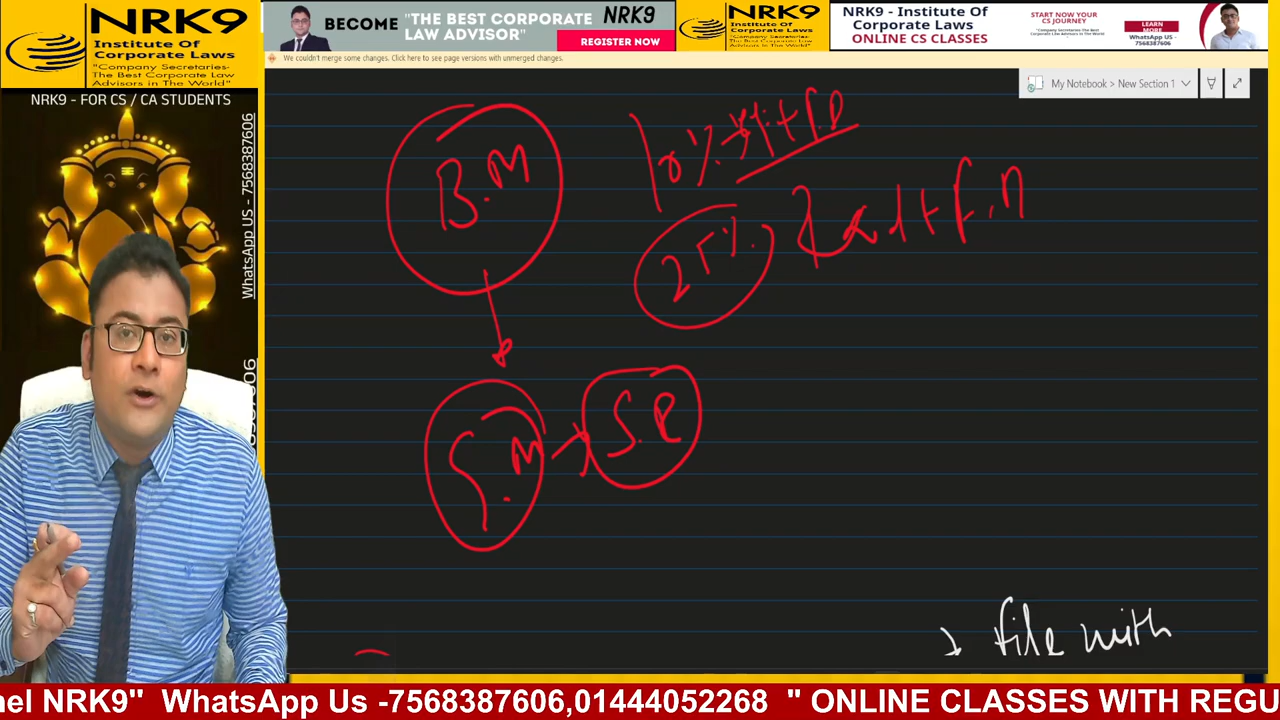 NRK9
Institute Of
Corporate Laws
"Company Secretaries-
The Best Corporate Law
Advisors in The World"
NRK9 - FOR CS / CA STUDENTS
WhatsApp US - 7568387606
BECOME "THE BEST CORPORATE
LAW ADVISOR"
NRK9
REGISTER NOW
NRK9
Institute Of
Corporate Laws
NRK9 - Institute Of
Corporate Laws
ONLINE CS CLASSES
START NOW YOUR
CS JOURNEY
LEARN
MORE
WhatsApp US -
7568387606
We couldn't merge some changes. Click here to see page versions with unmerged changes.
My Notebook > New Section 1
B.M
25%
S.M
S.R
file with
nel NRK9" WhatsApp Us -7568387606,01444052268 " ONLINE CLASSES WITH REGU